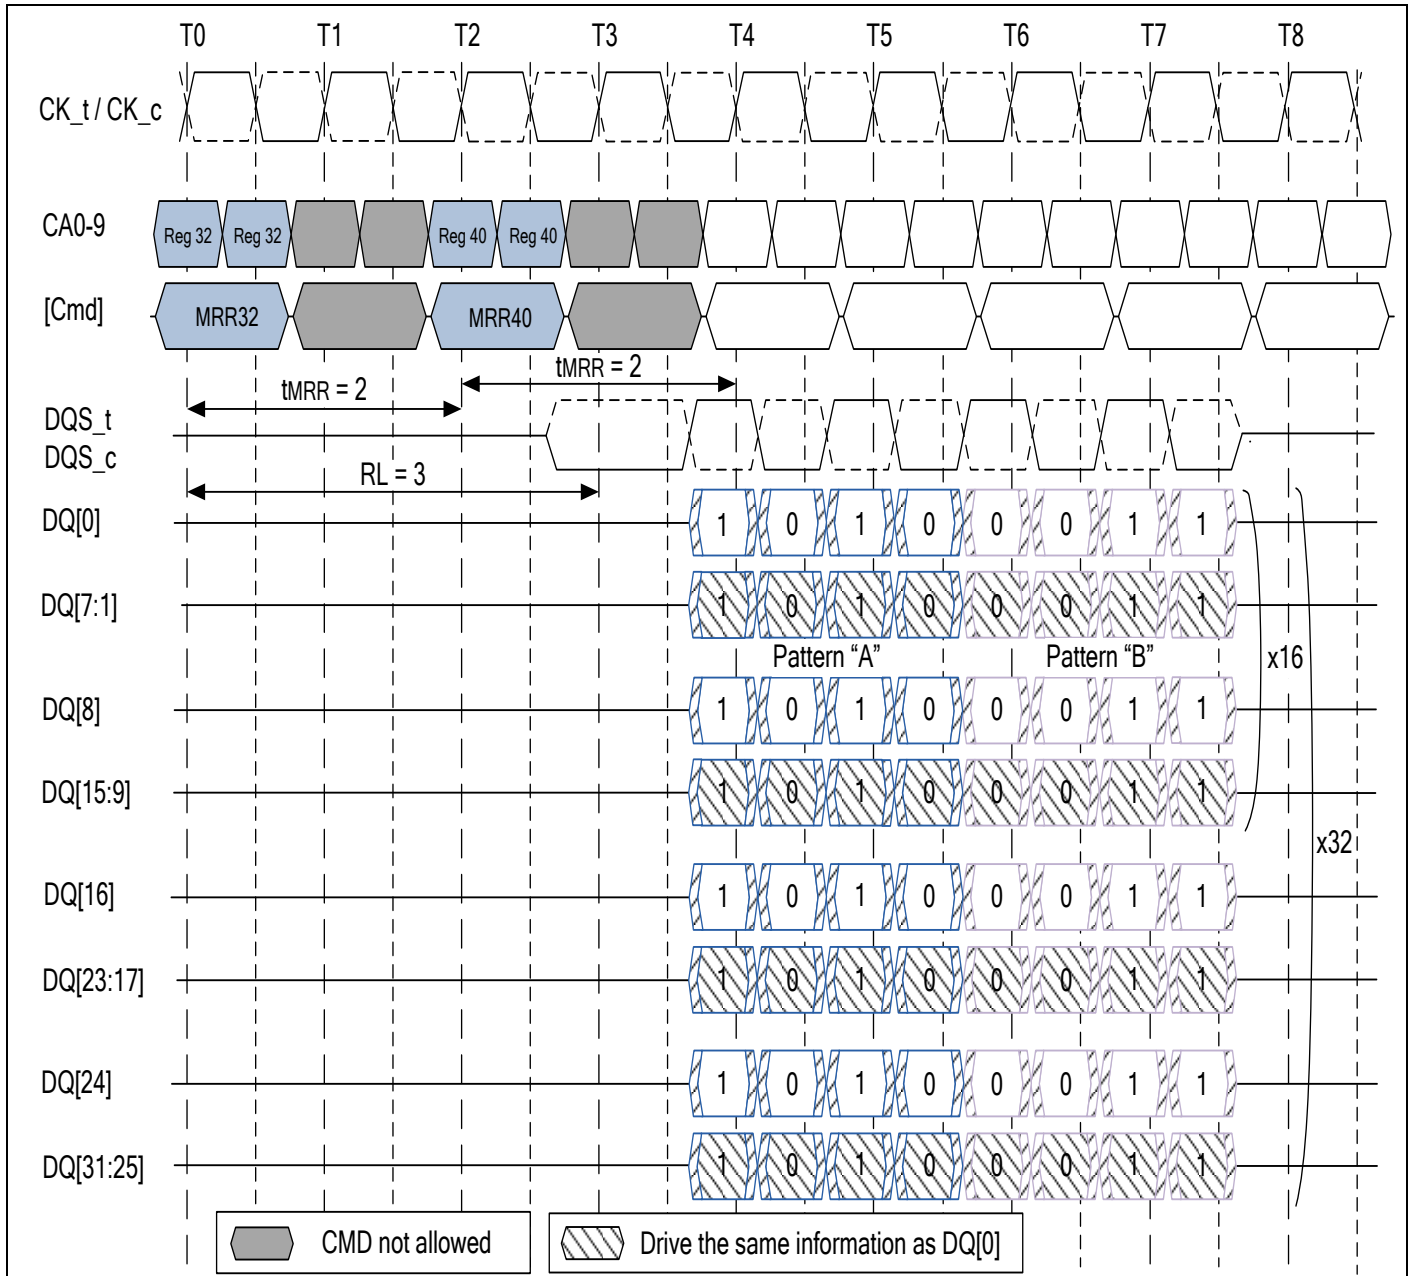 T0 T1 T2 T3 T4 T5 T6 T7 T8
CK_t / CK_c
CA0-9 Reg 32 Reg 32 Reg 40 Reg 40
[Cmd] MRR32 MRR40
tMRR = 2
tMRR = 2
DQS_t
DQS_c
RL = 3
DQ[0] 1 0 1 0 0 0 1 1
DQ[7:1] 1 0 1 0 0 0 1 1
Pattern “A” Pattern “B” x16
DQ[8] 1 0 1 0 0 0 1 1
DQ[15:9] 1 0 1 0 0 0 1 1
x32
DQ[16] 1 0 1 0 0 0 1 1
DQ[23:17] 1 0 1 0 0 0 1 1
DQ[24] 1 0 1 0 0 0 1 1
DQ[31:25] 1 0 1 0 0 0 1 1
CMD not allowed Drive the same information as DQ[0]